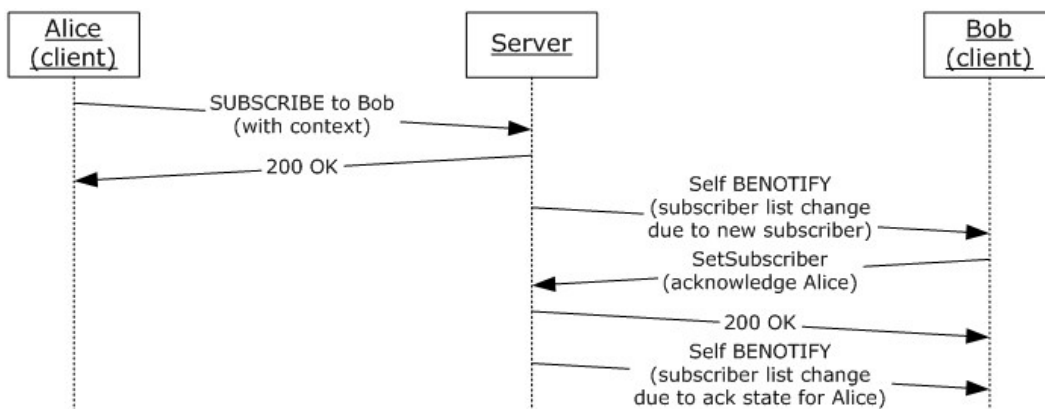 Alice
(client)
Server
Bob
(client)
SUBSCRIBE to Bob
(with context)
200 OK
Self BENOTIFY
(subscriber list change
due to new subscriber)
SetSubscriber
(acknowledge Alice)
200 OK
Self BENOTIFY
(subscriber list change
due to ack state for Alice)